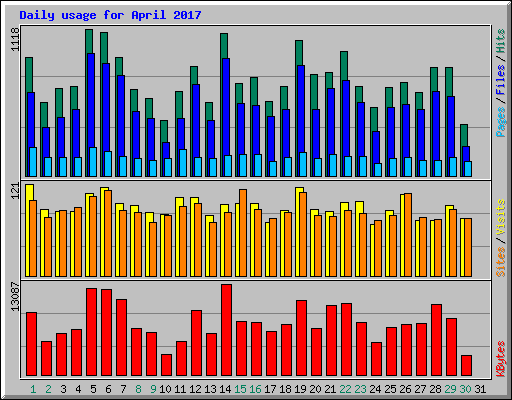 Daily usage for April 2017
1118
Pages / Files / Hits
121
Sites / Visits
13087
KBytes
1 2 3 4 5 6 7 8 9 10 11 12 13 14 15 16 17 18 19 20 21 22 23 24 25 26 27 28 29 30 31